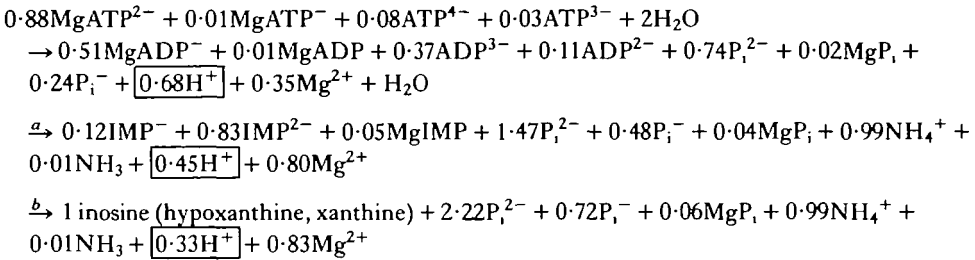 0·88MgATP²⁻ + 0·01MgATP⁻ + 0·08ATP⁴⁻ + 0·03ATP³⁻ + 2H₂O
→0·51MgADP⁻ + 0·01MgADP + 0·37ADP³⁻ + 0·11ADP²⁻ + 0·74Pᵢ²⁻ + 0·02MgPᵢ +
0·24Pᵢ⁻ + 0·68H⁺ + 0·35Mg²⁺ + H₂O
a→ 0·12IMP⁻ + 0·83IMP²⁻ + 0·05MgIMP + 1·47Pᵢ²⁻ + 0·48Pᵢ⁻ + 0·04MgPᵢ + 0·99NH₄⁺ +
0·01NH₃ + 0·45H⁺ + 0·80Mg²⁺
b→ 1 inosine (hypoxanthine, xanthine) + 2·22Pᵢ²⁻ + 0·72Pᵢ⁻ + 0·06MgPᵢ + 0·99NH₄⁺ +
0·01NH₃ + 0·33H⁺ + 0·83Mg²⁺